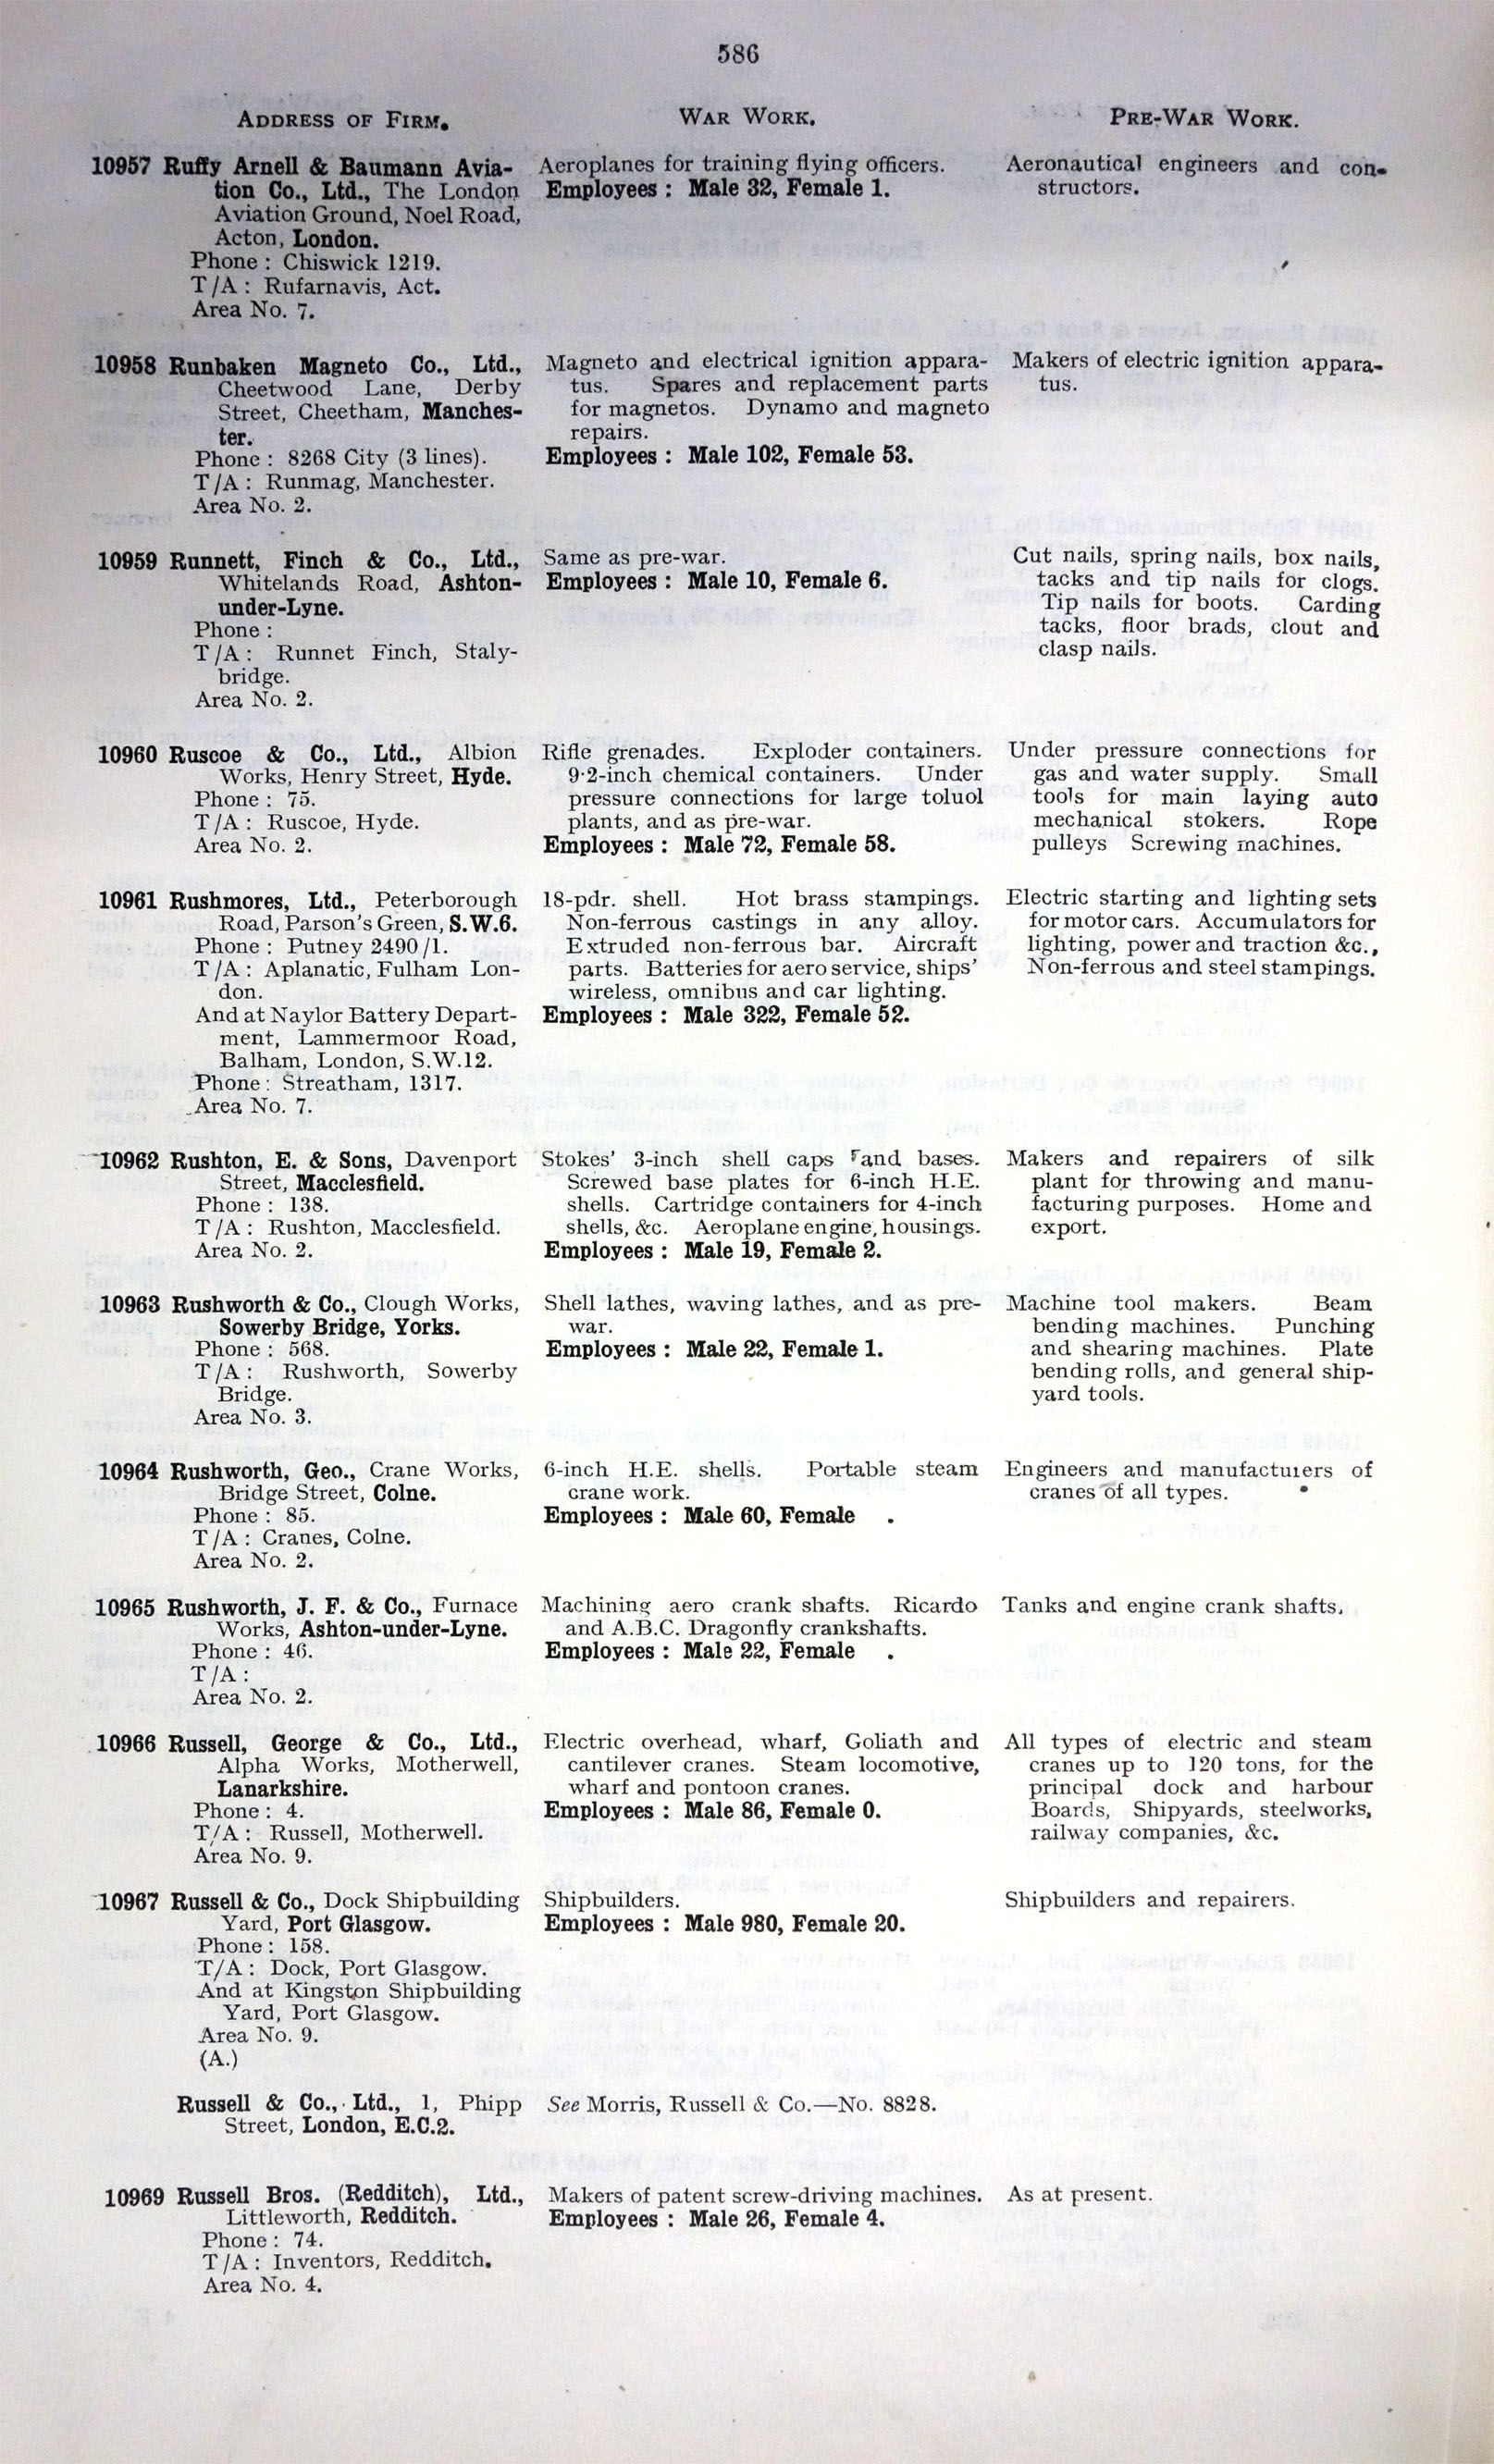 586
ADDRESS OF FIRM.
WAR WORK.
PRE-WAR WORK.
10957 Ruffy Arnell & Baumann Avia-
tion Co., Ltd., The London
Aviation Ground, Noel Road,
Acton, London.
Phone : Chiswick 1219.
T/A : Rufarnavis, Act.
Area No. 7.
Aeroplanes for training flying officers.
Employees : Male 32, Female 1.
Aeronautical engineers and con-
structors.
10958 Runbaken Magneto Co., Ltd.,
Cheetwood Lane, Derby
Street, Cheetham, Manches-
ter.
Phone : 8268 City (3 lines).
T/A : Runmag, Manchester.
Area No. 2.
Magneto and electrical ignition appara-
tus. Spares and replacement parts
for magnetos. Dynamo and magneto
repairs.
Employees : Male 102, Female 53.
Makers of electric ignition appara-
tus.
10959 Runnett, Finch & Co., Ltd.,
Whitelands Road, Ashton-
under-Lyne.
Phone :
T/A : Runnet Finch, Staly-
bridge.
Area No. 2.
Same as pre-war.
Employees : Male 10, Female 6.
Cut nails, spring nails, box nails,
tacks and tip nails for clogs.
Tip nails for boots. Carding
tacks, floor brads, clout and
clasp nails.
10960 Ruscoe & Co., Ltd., Albion
Works, Henry Street, Hyde.
Phone : 75.
T/A : Ruscoe, Hyde.
Area No. 2.
Rifle grenades. Exploder containers.
9·2-inch chemical containers. Under
pressure connections for large toluol
plants, and as pre-war.
Employees : Male 72, Female 58.
Under pressure connections for
gas and water supply. Small
tools for main laying auto
mechanical stokers. Rope
pulleys Screwing machines.
10961 Rushmores, Ltd., Peterborough
Road, Parson's Green, S.W.6.
Phone : Putney 2490/1.
T/A : Aplanatic, Fulham Lon-
don.
And at Naylor Battery Depart-
ment, Lammermoor Road,
Balham, London, S.W.12.
Phone : Streatham, 1317.
Area No. 7.
18-pdr. shell. Hot brass stampings.
Non-ferrous castings in any alloy.
Extruded non-ferrous bar. Aircraft
parts. Batteries for aero service, ships'
wireless, omnibus and car lighting.
Employees : Male 322, Female 52.
Electric starting and lighting sets
for motor cars. Accumulators for
lighting, power and traction &c.,
Non-ferrous and steel stampings.
10962 Rushton, E. & Sons, Davenport
Street, Macclesfield.
Phone : 138.
T/A : Rushton, Macclesfield.
Area No. 2.
Stokes' 3-inch shell caps and bases.
Screwed base plates for 6-inch H.E.
shells. Cartridge containers for 4-inch
shells, &c. Aeroplane engine, housings.
Employees : Male 19, Female 2.
Makers and repairers of silk
plant for throwing and manu-
facturing purposes. Home and
export.
10963 Rushworth & Co., Clough Works,
Sowerby Bridge, Yorks.
Phone : 568.
T/A : Rushworth, Sowerby
Bridge.
Area No. 3.
Shell lathes, waving lathes, and as pre-
war.
Employees : Male 22, Female 1.
Machine tool makers. Beam
bending machines. Punching
and shearing machines. Plate
bending rolls, and general ship-
yard tools.
10964 Rushworth, Geo., Crane Works,
Bridge Street, Colne.
Phone : 85.
T/A : Cranes, Colne.
Area No. 2.
6-inch H.E. shells. Portable steam
crane work.
Employees : Male 60, Female .
Engineers and manufacturers of
cranes of all types.
10965 Rushworth, J. F. & Co., Furnace
Works, Ashton-under-Lyne.
Phone : 46.
T/A :
Area No. 2.
Machining aero crank shafts. Ricardo
and A.B.C. Dragonfly crankshafts.
Employees : Male 22, Female .
Tanks and engine crank shafts.
10966 Russell, George & Co., Ltd.,
Alpha Works, Motherwell,
Lanarkshire.
Phone : 4.
T/A : Russell, Motherwell.
Area No. 9.
Electric overhead, wharf, Goliath and
cantilever cranes. Steam locomotive,
wharf and pontoon cranes.
Employees : Male 86, Female 0.
All types of electric and steam
cranes up to 120 tons, for the
principal dock and harbour
Boards, Shipyards, steelworks,
railway companies, &c.
10967 Russell & Co., Dock Shipbuilding
Yard, Port Glasgow.
Phone : 158.
T/A : Dock, Port Glasgow.
And at Kingston Shipbuilding
Yard, Port Glasgow.
Area No. 9.
(A.)
Shipbuilders.
Employees : Male 980, Female 20.
Shipbuilders and repairers.
Russell & Co., Ltd., 1, Phipp
Street, London, E.C.2.
See Morris, Russell & Co.—No. 8828.
10969 Russell Bros. (Redditch), Ltd.,
Littleworth, Redditch.
Phone : 74.
T/A : Inventors, Redditch.
Area No. 4.
Makers of patent screw-driving machines.
Employees : Male 26, Female 4.
As at present.